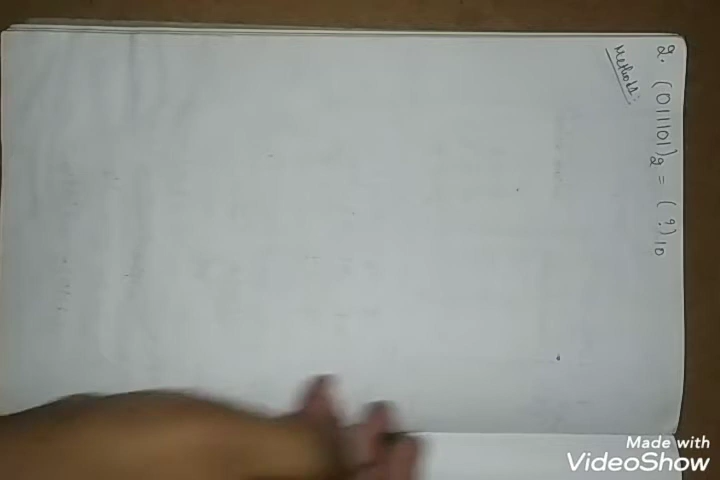 2. (011101)₂ = ( ? )₁₀
Method:
Made with
VideoShow